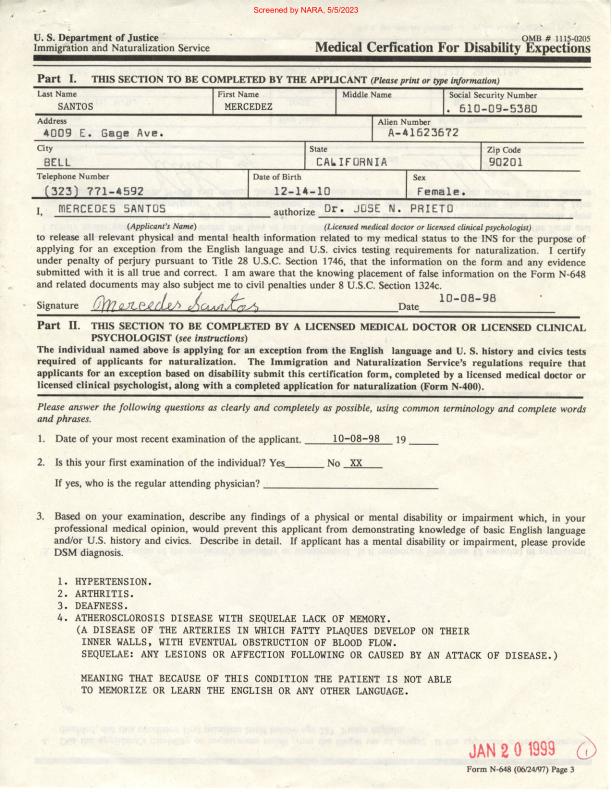 Screened by NARA, 5/5/2023
U. S. Department of Justice
Immigration and Naturalization Service
OMB # 1115-0205
Medical Cerfication For Disability Expections
Part I. THIS SECTION TO BE COMPLETED BY THE APPLICANT (Please print or type information)
Last Name First Name Middle Name Social Security Number
SANTOS MERCEDEZ . 610-09-5380
Address Alien Number
4009 E. Gage Ave. A-41623672
City State Zip Code
BELL CALIFORNIA 90201
Telephone Number Date of Birth Sex
(323) 771-4592 12-14-10 Female.
I, MERCEDES SANTOS authorize Dr. JOSE N. PRIETO
(Applicant's Name) (Licensed medical doctor or licensed clinical psychologist)
to release all relevant physical and mental health information related to my medical status to the INS for the purpose of
applying for an exception from the English language and U.S. civics testing requirements for naturalization. I certify
under penalty of perjury pursuant to Title 28 U.S.C. Section 1746, that the information on the form and any evidence
submitted with it is all true and correct. I am aware that the knowing placement of false information on the Form N-648
and related documents may also subject me to civil penalties under 8 U.S.C. Section 1324c.
Signature Mercedes Santos Date 10-08-98
Part II. THIS SECTION TO BE COMPLETED BY A LICENSED MEDICAL DOCTOR OR LICENSED CLINICAL
PSYCHOLOGIST (see instructions)
The individual named above is applying for an exception from the English language and U. S. history and civics tests
required of applicants for naturalization. The Immigration and Naturalization Service's regulations require that
applicants for an exception based on disability submit this certification form, completed by a licensed medical doctor or
licensed clinical psychologist, along with a completed application for naturalization (Form N-400).
Please answer the following questions as clearly and completely as possible, using common terminology and complete words
and phrases.
1. Date of your most recent examination of the applicant. 10-08-98 19
2. Is this your first examination of the individual? Yes No XX
If yes, who is the regular attending physician?
3. Based on your examination, describe any findings of a physical or mental disability or impairment which, in your
professional medical opinion, would prevent this applicant from demonstrating knowledge of basic English language
and/or U.S. history and civics. Describe in detail. If applicant has a mental disability or impairment, please provide
DSM diagnosis.
1. HYPERTENSION.
2. ARTHRITIS.
3. DEAFNESS.
4. ATHEROSCLOROSIS DISEASE WITH SEQUELAE LACK OF MEMORY.
(A DISEASE OF THE ARTERIES IN WHICH FATTY PLAQUES DEVELOP ON THEIR
INNER WALLS, WITH EVENTUAL OBSTRUCTION OF BLOOD FLOW.
SEQUELAE: ANY LESIONS OR AFFECTION FOLLOWING OR CAUSED BY AN ATTACK OF DISEASE.)
MEANING THAT BECAUSE OF THIS CONDITION THE PATIENT IS NOT ABLE
TO MEMORIZE OR LEARN THE ENGLISH OR ANY OTHER LANGUAGE.
JAN 20 1999 1
Form N-648 (06/24/97) Page 3